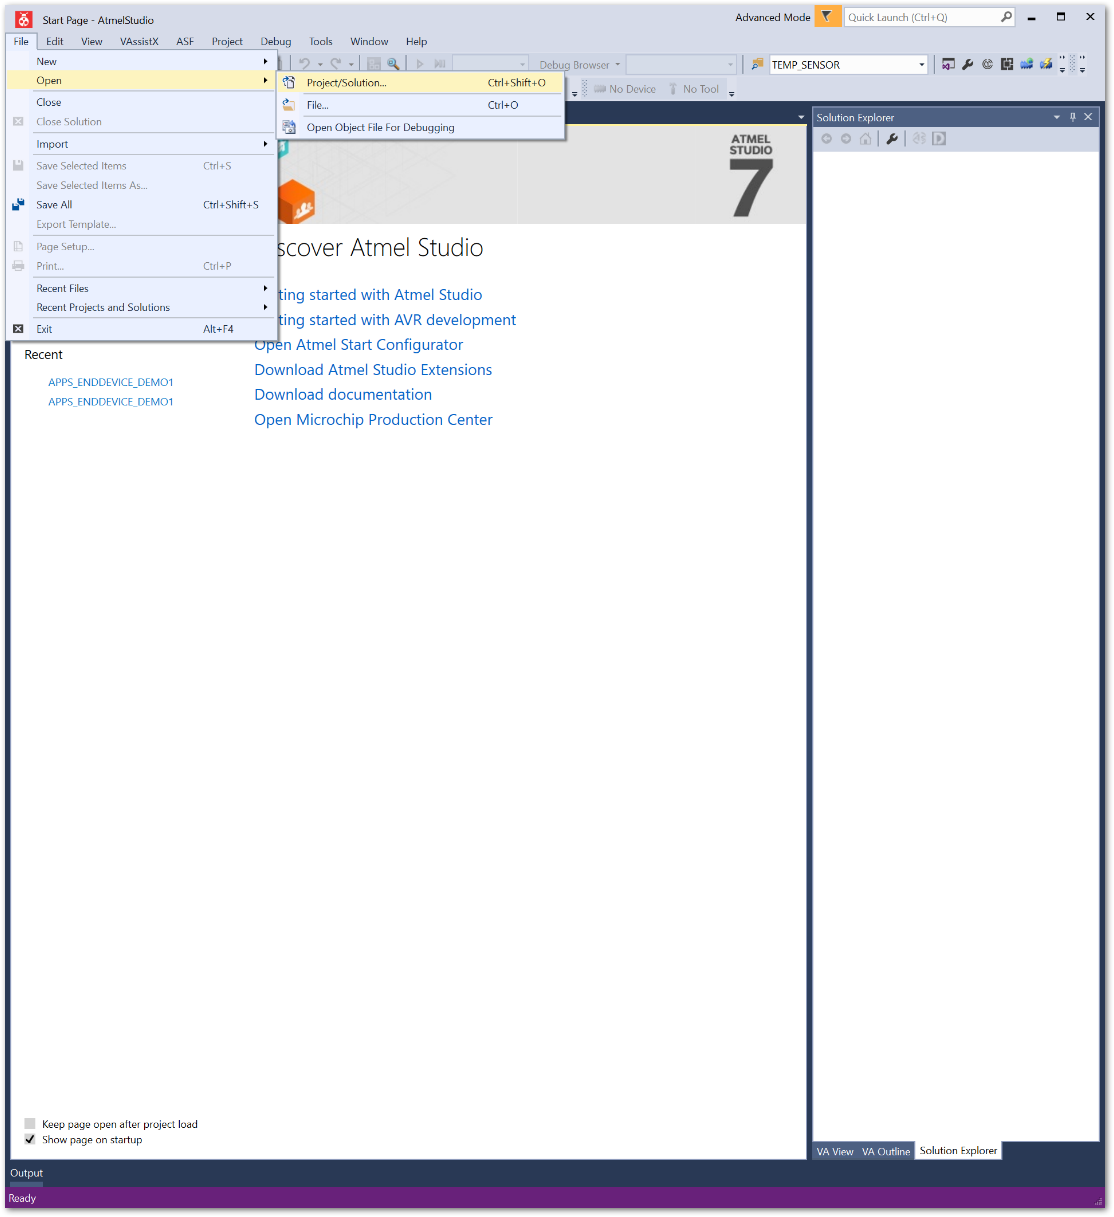 Start Page - AtmelStudio
Advanced Mode
Quick Launch (Ctrl+Q)
File Edit View VAssistX ASF Project Debug Tools Window Help
Debug Browser
TEMP_SENSOR
No Device
No Tool
New
Open
Close
Close Solution
Import
Save Selected Items Ctrl+S
Save Selected Items As...
Save All Ctrl+Shift+S
Export Template...
Page Setup...
Print... Ctrl+P
Recent Files
Recent Projects and Solutions
Exit Alt+F4
Project/Solution... Ctrl+Shift+O
File... Ctrl+O
Open Object File For Debugging
ATMEL
STUDIO
7
scover Atmel Studio
ting started with Atmel Studio
ting started with AVR development
Open Atmel Start Configurator
Download Atmel Studio Extensions
Download documentation
Open Microchip Production Center
Recent
APPS_ENDDEVICE_DEMO1
APPS_ENDDEVICE_DEMO1
Keep page open after project load
Show page on startup
Solution Explorer
VA View VA Outline Solution Explorer
Output
Ready